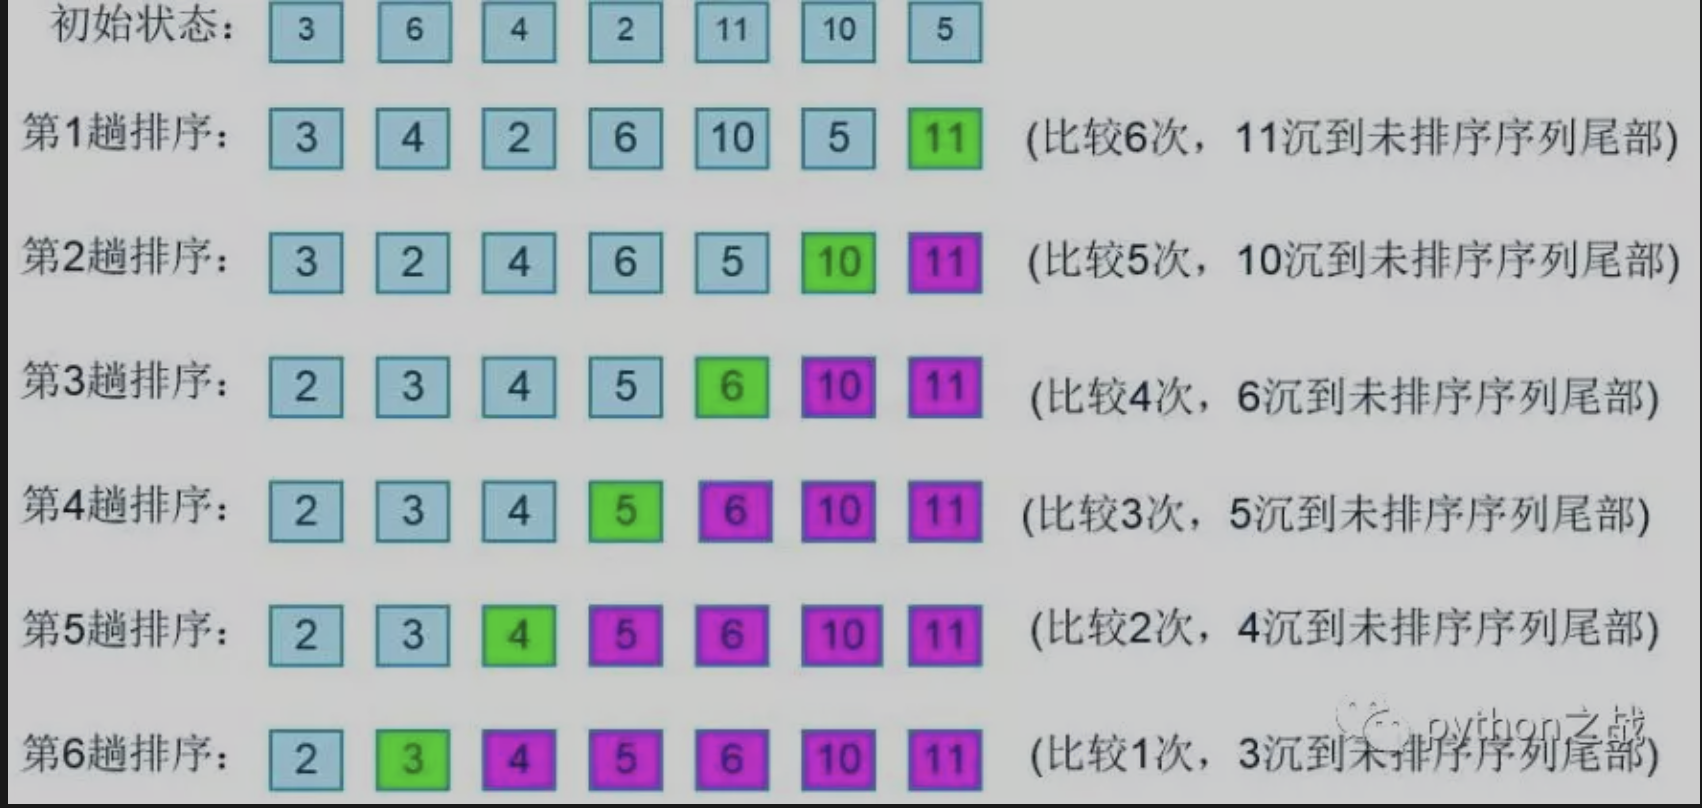 初始状态： 3 6 4 2 11 10 5
第1趟排序： 3 4 2 6 10 5 11 (比较6次，11沉到未排序序列尾部)
第2趟排序： 3 2 4 6 5 10 11 (比较5次，10沉到未排序序列尾部)
第3趟排序： 2 3 4 5 6 10 11 (比较4次，6沉到未排序序列尾部)
第4趟排序： 2 3 4 5 6 10 11 (比较3次，5沉到未排序序列尾部)
第5趟排序： 2 3 4 5 6 10 11 (比较2次，4沉到未排序序列尾部)
python之战
第6趟排序： 2 3 4 5 6 10 11 (比较1次，3沉到未排序序列尾部)